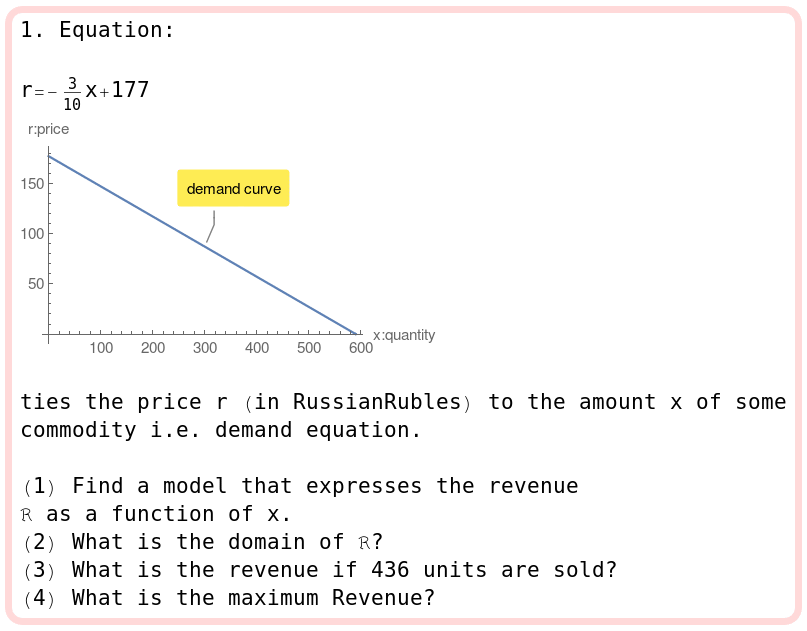 1. Equation:
r=- 3/10 x+177
r:price
150
demand curve
100
50
x:quantity
100 200 300 400 500 600
ties the price r (in RussianRubles) to the amount x of some
commodity i.e. demand equation.
(1) Find a model that expresses the revenue
ℛ as a function of x.
(2) What is the domain of ℛ?
(3) What is the revenue if 436 units are sold?
(4) What is the maximum Revenue?